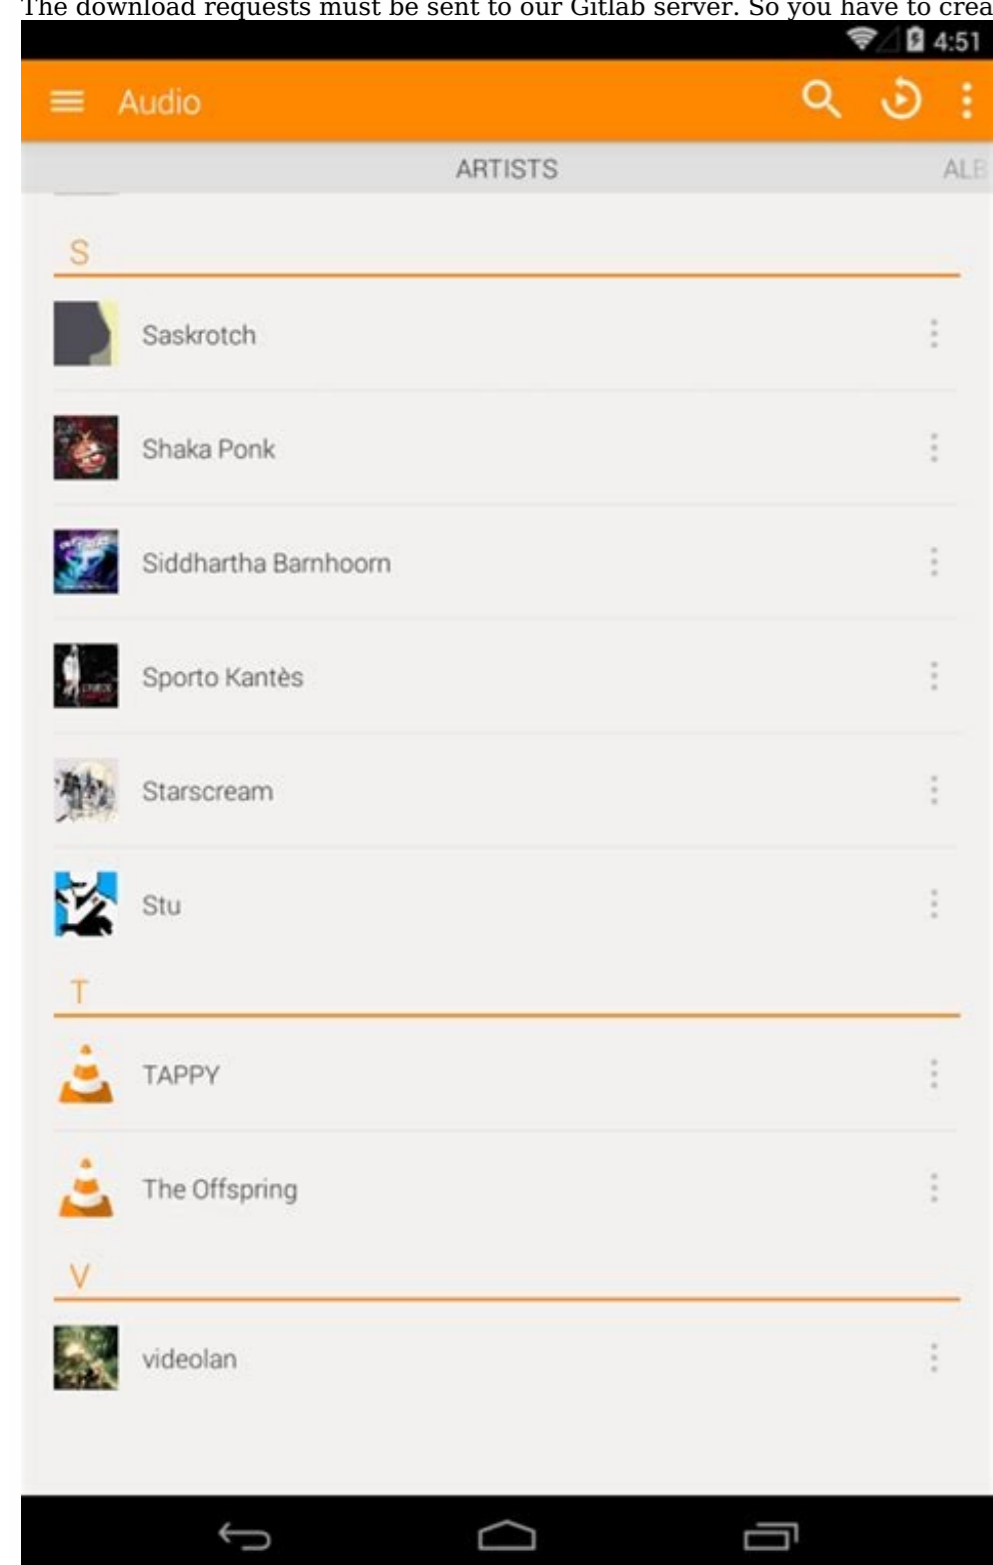 The download requests must be sent to our Gitlab server. So you have to crea
4:51
Audio
ARTISTS
ALB
S
Saskrotch
Shaka Ponk
Siddhartha Barnhoorn
Sporto Kantès
Starscream
Stu
T
TAPPY
The Offspring
V
videolan